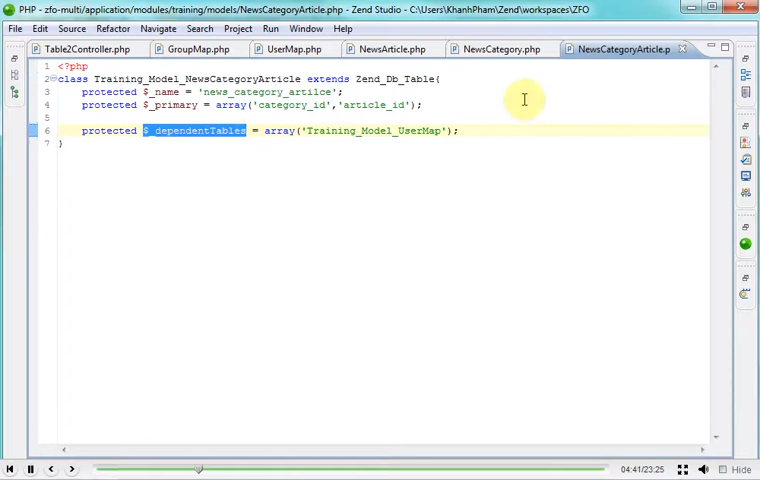 PHP - zfo-multi/application/modules/training/models/NewsCategoryArticle.php - Zend Studio - C:\Users\KhanhPham\Zend\workspaces\ZFO
File Edit Source Refactor Navigate Search Project Run Window Help
Table2Controller.php GroupMap.php UserMap.php NewsArticle.php NewsCategory.php NewsCategoryArticle.p
1 <?php
2 class Training_Model_NewsCategoryArticle extends Zend_Db_Table{
3 protected $_name = 'news_category_artilce';
4 protected $_primary = array('category_id','article_id');
5
6 protected $_dependentTables = array('Training_Model_UserMap');
7 }
04:41/23:25 Hide